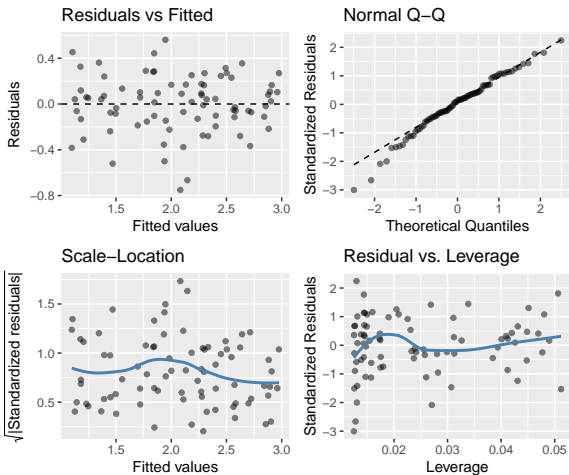 Residuals vs Fitted
Residuals
0.4
0.0
−0.4
−0.8
1.5 2.0 2.5 3.0
Fitted values
Normal Q−Q
Standardized Residuals
2
1
0
−1
−2
−3
−2 −1 0 1 2
Theoretical Quantiles
Scale−Location
√|Standardized residuals|
1.5
1.0
0.5
1.5 2.0 2.5 3.0
Fitted values
Residual vs. Leverage
Standardized Residuals
2
1
0
−1
−2
−3
0.02 0.03 0.04 0.05
Leverage